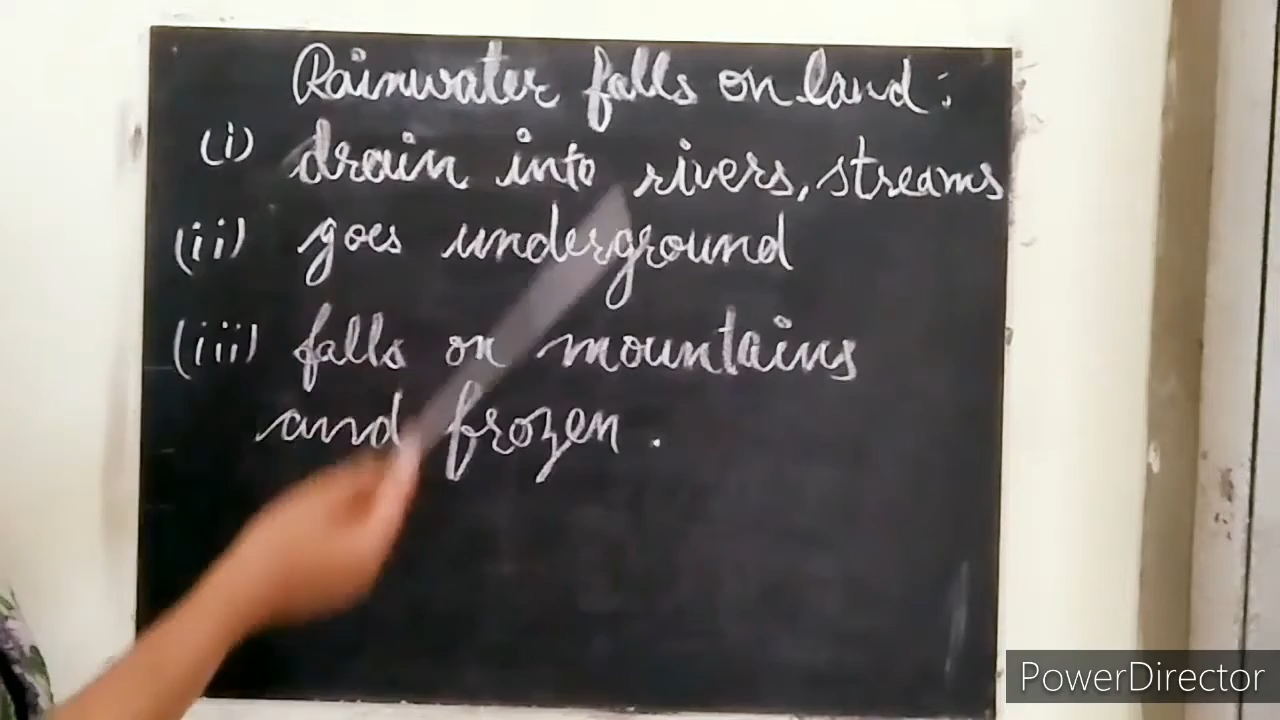 Rainwater falls on land :
(i) drain into rivers, streams
(ii) goes underground
(iii) falls on mountains
and frozen .
PowerDirector